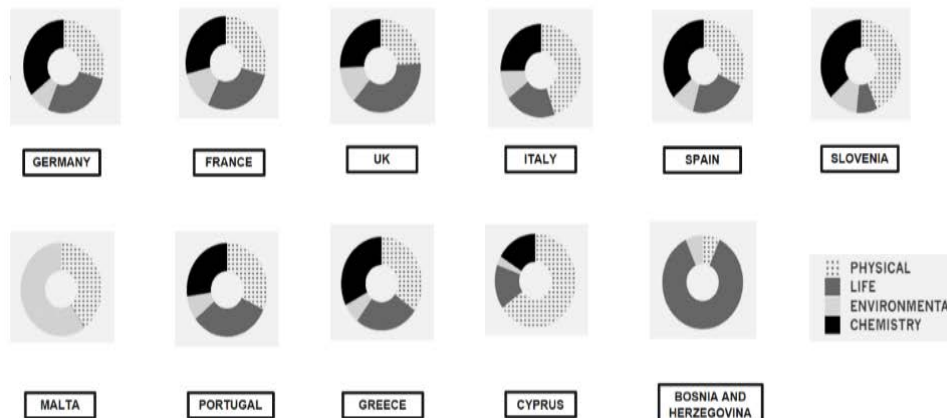 GERMANY
FRANCE
UK
ITALY
SPAIN
SLOVENIA
PHYSICAL
LIFE
ENVIRONMENTA
CHEMISTRY
MALTA
PORTUGAL
GREECE
CYPRUS
BOSNIA AND
HERZEGOVINA